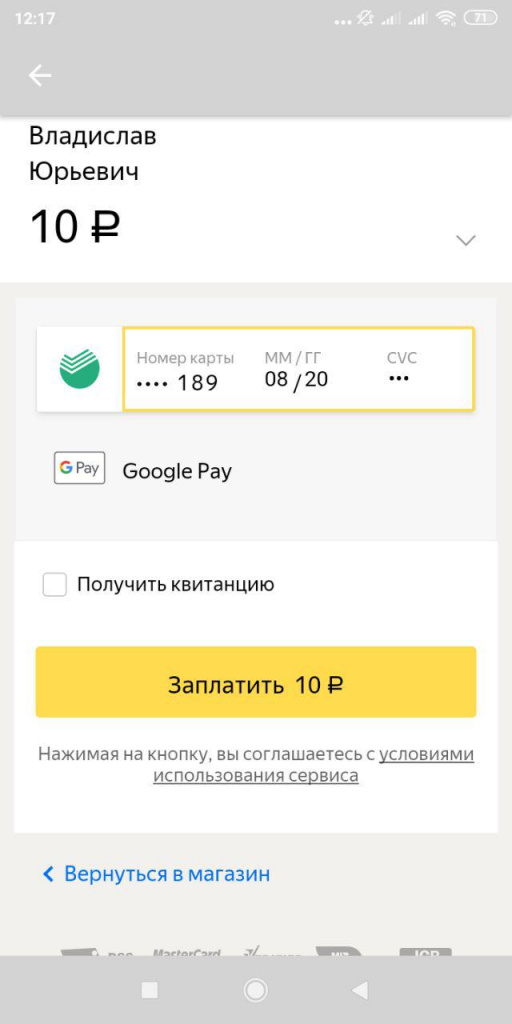 12:17
71
Владислав
Юрьевич
10 ₽
Номер карты ММ / ГГ CVC
•••• 189 08 / 20 •••
G Pay Google Pay
Получить квитанцию
Заплатить 10 ₽
Нажимая на кнопку, вы соглашаетесь с условиями
использования сервиса
Вернуться в магазин
MasterCard